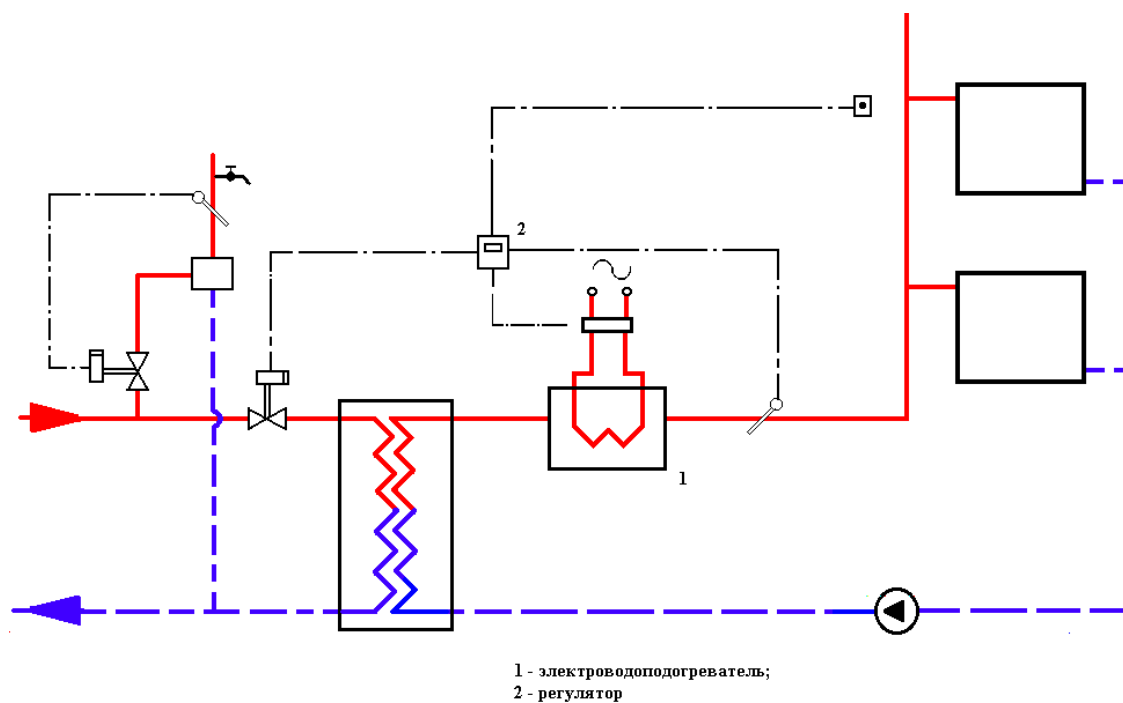 2
1
1 - электроводоподогреватель;
2 - регулятор